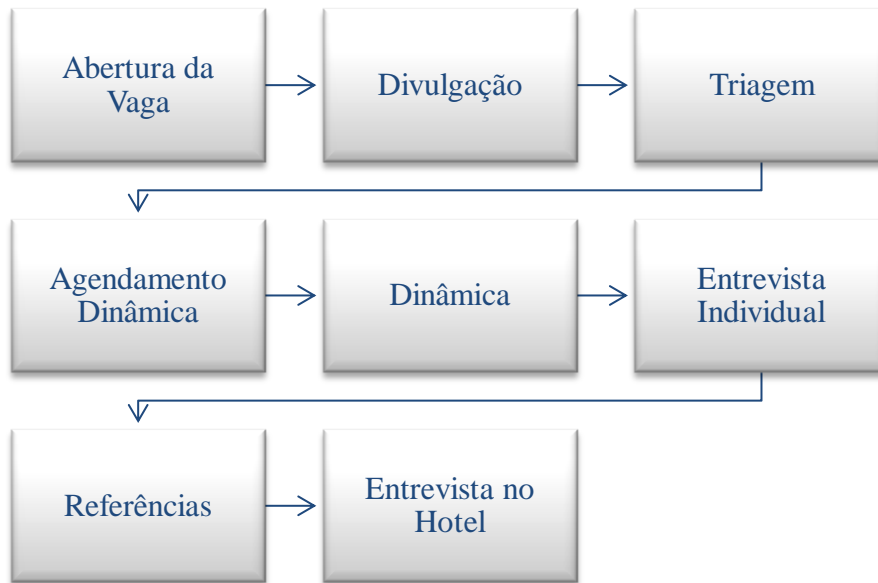 Abertura da
Vaga
Divulgação
Triagem
Agendamento
Dinâmica
Dinâmica
Entrevista
Individual
Referências
Entrevista no
Hotel